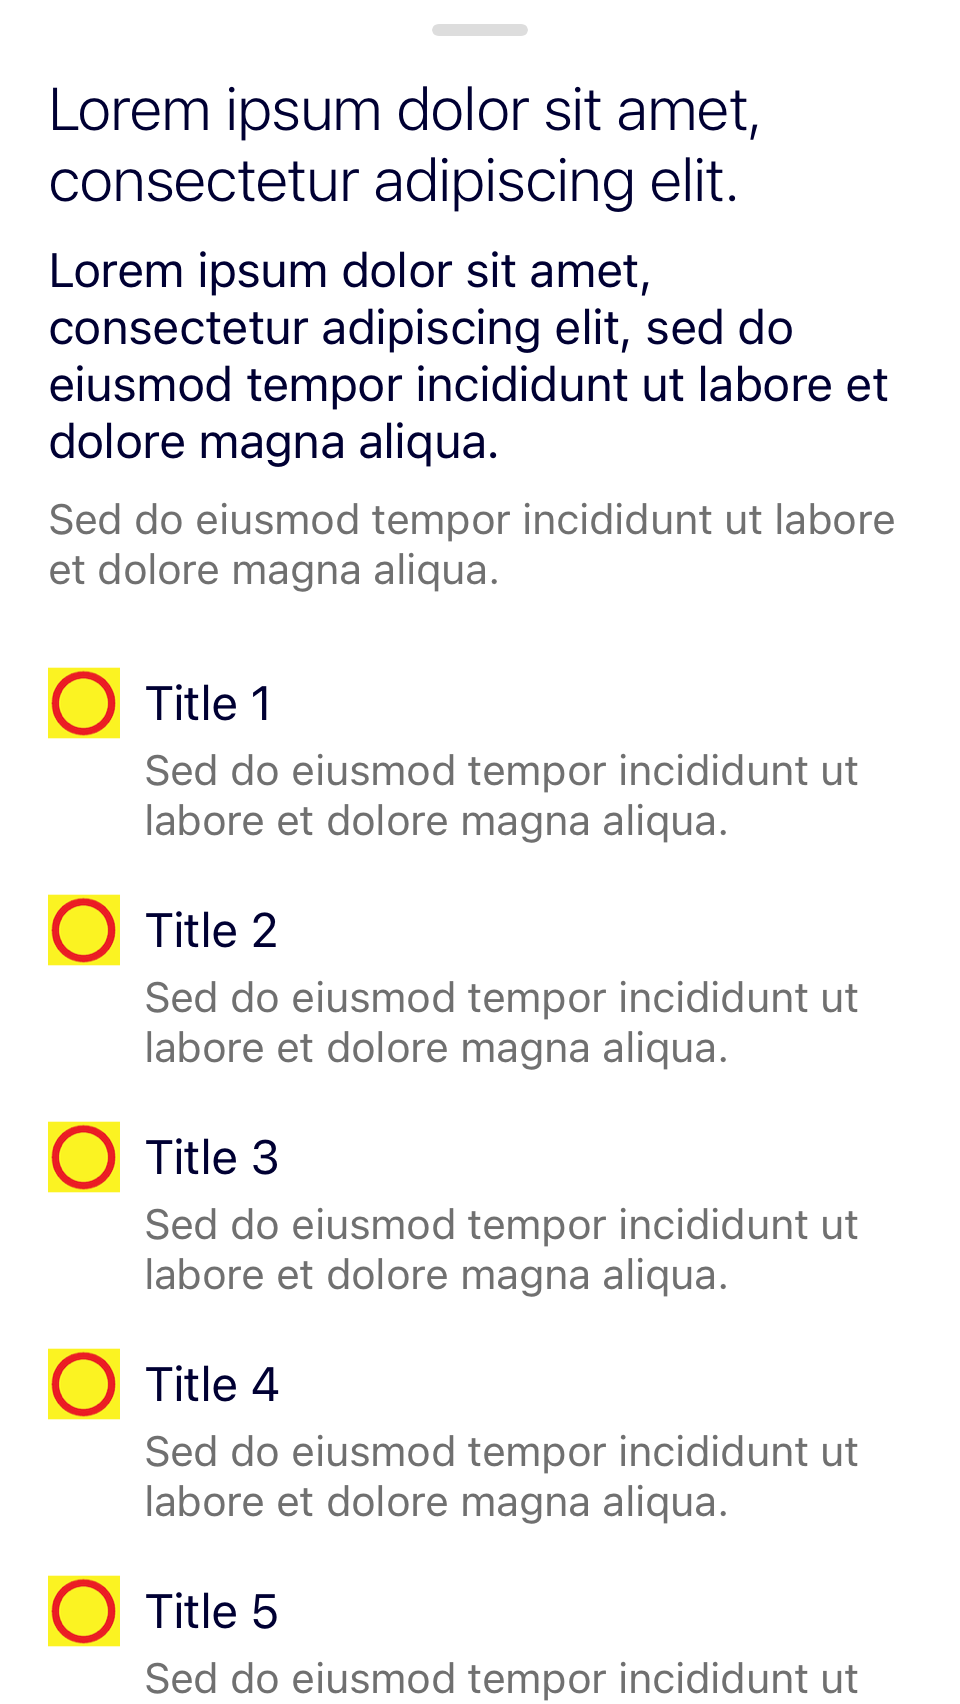 Lorem ipsum dolor sit amet,
consectetur adipiscing elit.
Lorem ipsum dolor sit amet,
consectetur adipiscing elit, sed do
eiusmod tempor incididunt ut labore et
dolore magna aliqua.
Sed do eiusmod tempor incididunt ut labore
et dolore magna aliqua.
Title 1
Sed do eiusmod tempor incididunt ut
labore et dolore magna aliqua.
Title 2
Sed do eiusmod tempor incididunt ut
labore et dolore magna aliqua.
Title 3
Sed do eiusmod tempor incididunt ut
labore et dolore magna aliqua.
Title 4
Sed do eiusmod tempor incididunt ut
labore et dolore magna aliqua.
Title 5
Sed do eiusmod tempor incididunt ut